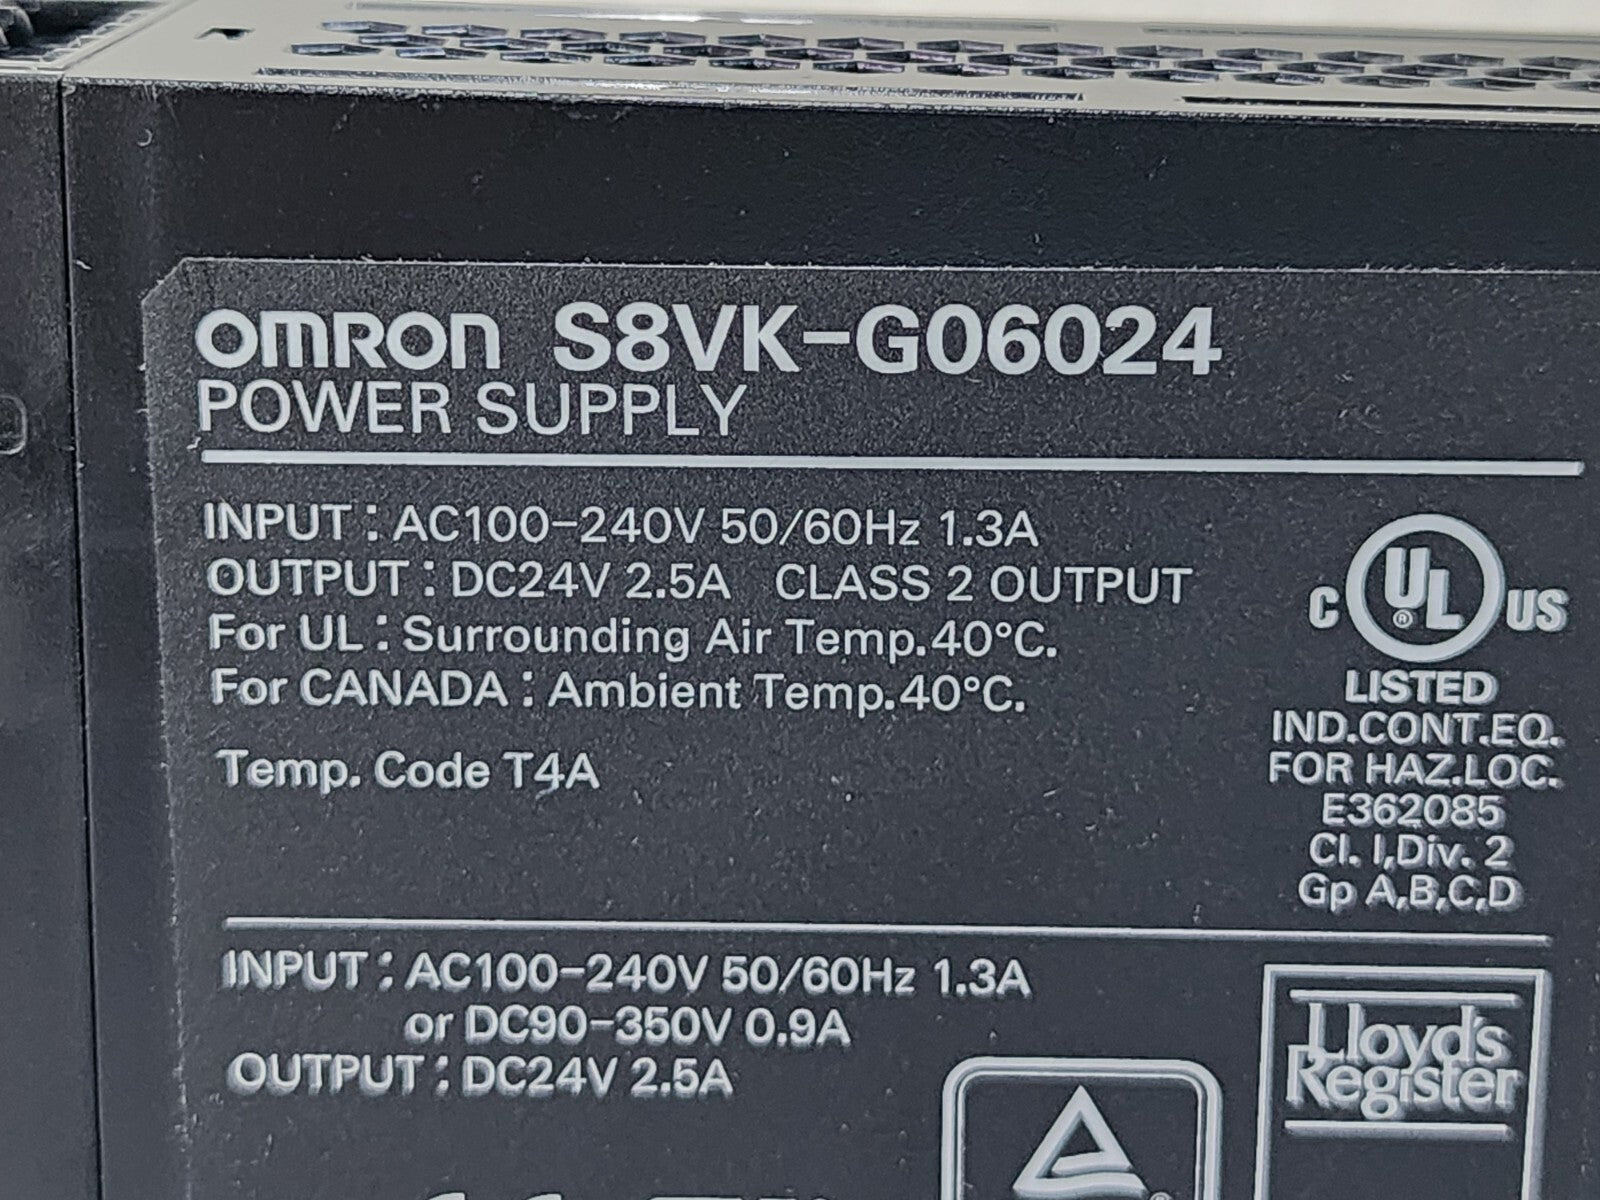 OMRON S8VK-G06024
POWER SUPPLY
INPUT : AC100-240V 50/60Hz 1.3A
OUTPUT : DC24V 2.5A CLASS 2 OUTPUT
For UL : Surrounding Air Temp.40°C.
For CANADA : Ambient Temp.40°C.
Temp. Code T4A
C UL ® US
LISTED
IND.CONT.EQ.
FOR HAZ.LOC.
E362085
Cl. I,Div. 2
Gp A,B,C,D
INPUT : AC100-240V 50/60Hz 1.3A
or DC90-350V 0.9A
OUTPUT : DC24V 2.5A
Lloyd's
Register